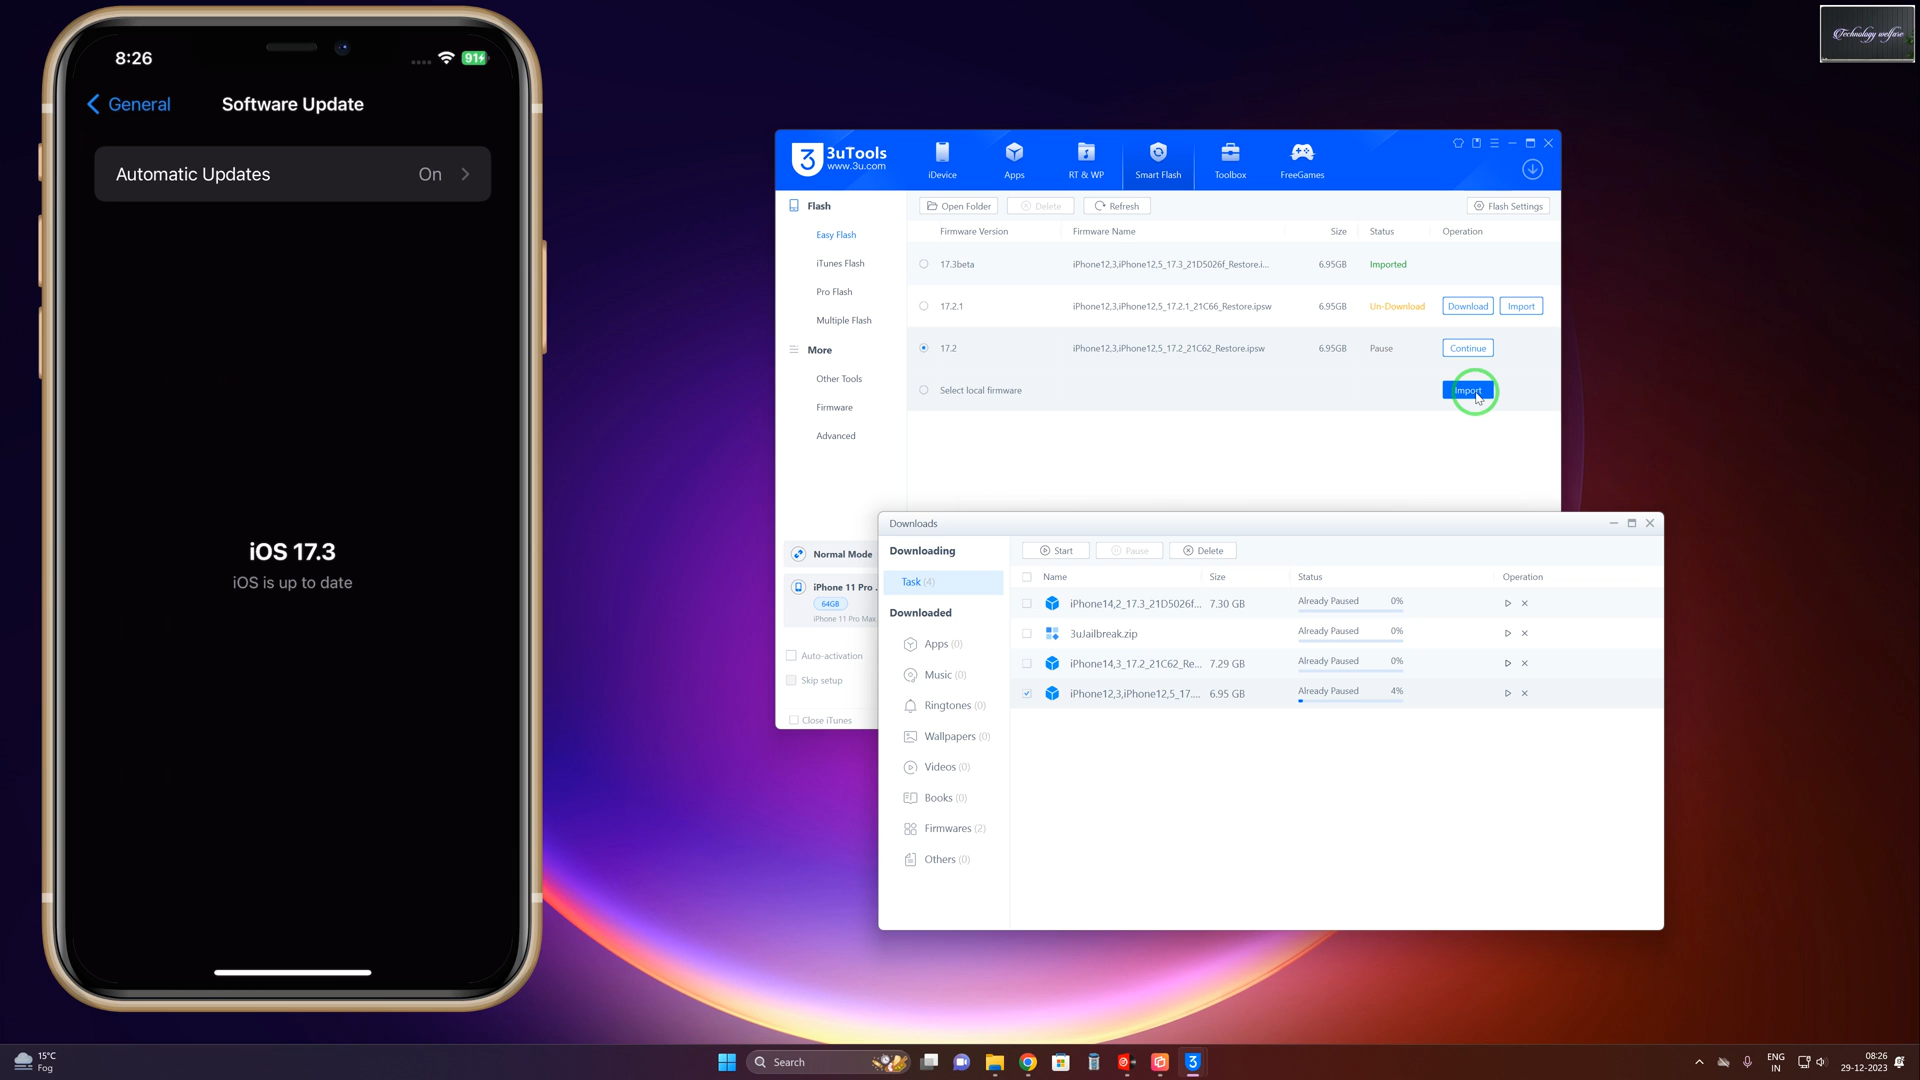 8:26
91
General
Software Update
Automatic Updates On
iOS 17.3
iOS is up to date
Technology welfare
3 3uTools
www.3u.com
iDevice
Apps
RT & WP
Smart Flash
Toolbox
FreeGames
Flash
Easy Flash
iTunes Flash
Pro Flash
Multiple Flash
More
Other Tools
Firmware
Advanced
Normal Mode
iPhone 11 Pro .
64GB
iPhone 11 Pro Max
Auto-activation
Skip setup
Close iTunes
Open Folder Delete Refresh Flash Settings
Firmware Version Firmware Name Size Status Operation
17.3beta iPhone12,3,iPhone12,5_17.3_21D5026f_Restore.i... 6.95GB Imported
17.2.1 iPhone12,3,iPhone12,5_17.2.1_21C66_Restore.ipsw 6.95GB Un-Download Download Import
17.2 iPhone12,3,iPhone12,5_17.2_21C62_Restore.ipsw 6.95GB Pause Continue
Select local firmware Import
Downloads
Downloading
Task (4)
Downloaded
Apps (0)
Music (0)
Ringtones (0)
Wallpapers (0)
Videos (0)
Books (0)
Firmwares (2)
Others (0)
Start Pause Delete
Name Size Status Operation
iPhone14,2_17.3_21D5026f... 7.30 GB Already Paused 0%
3uJailbreak.zip Already Paused 0%
iPhone14,3_17.2_21C62_Re... 7.29 GB Already Paused 0%
iPhone12,3,iPhone12,5_17.... 6.95 GB Already Paused 4%
15°C
Fog
Search
3
ENG
IN
08:26
29-12-2023